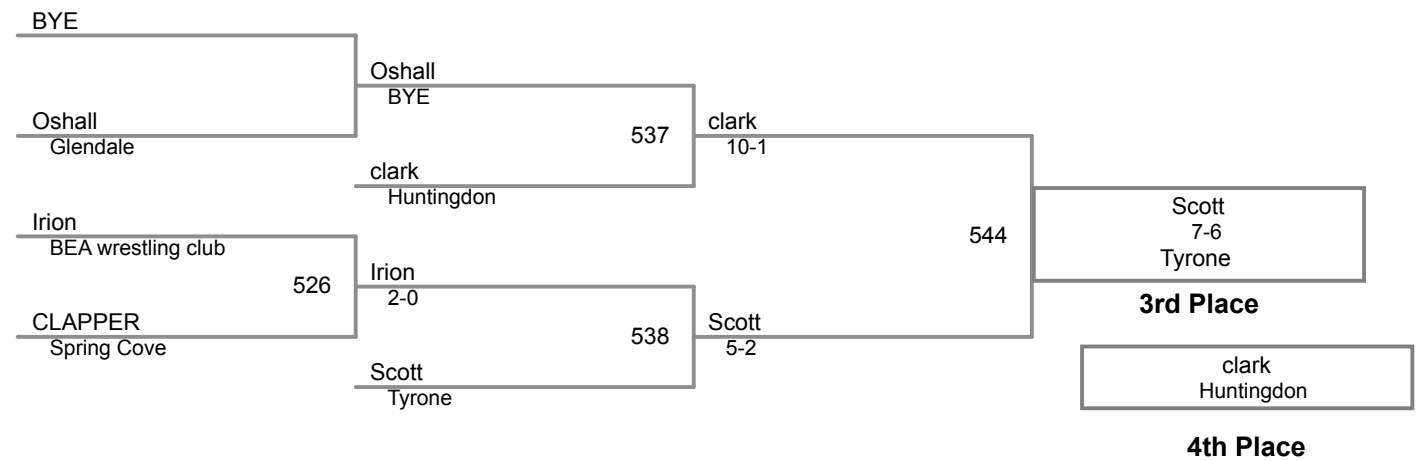 BYE
Oshall
BYE
Oshall
Glendale
537
clark
10-1
clark
Huntingdon
Irion
BEA wrestling club
526
Irion
2-0
CLAPPER
Spring Cove
538
Scott
5-2
Scott
Tyrone
544
Scott
7-6
Tyrone
3rd Place
clark
Huntingdon
4th Place